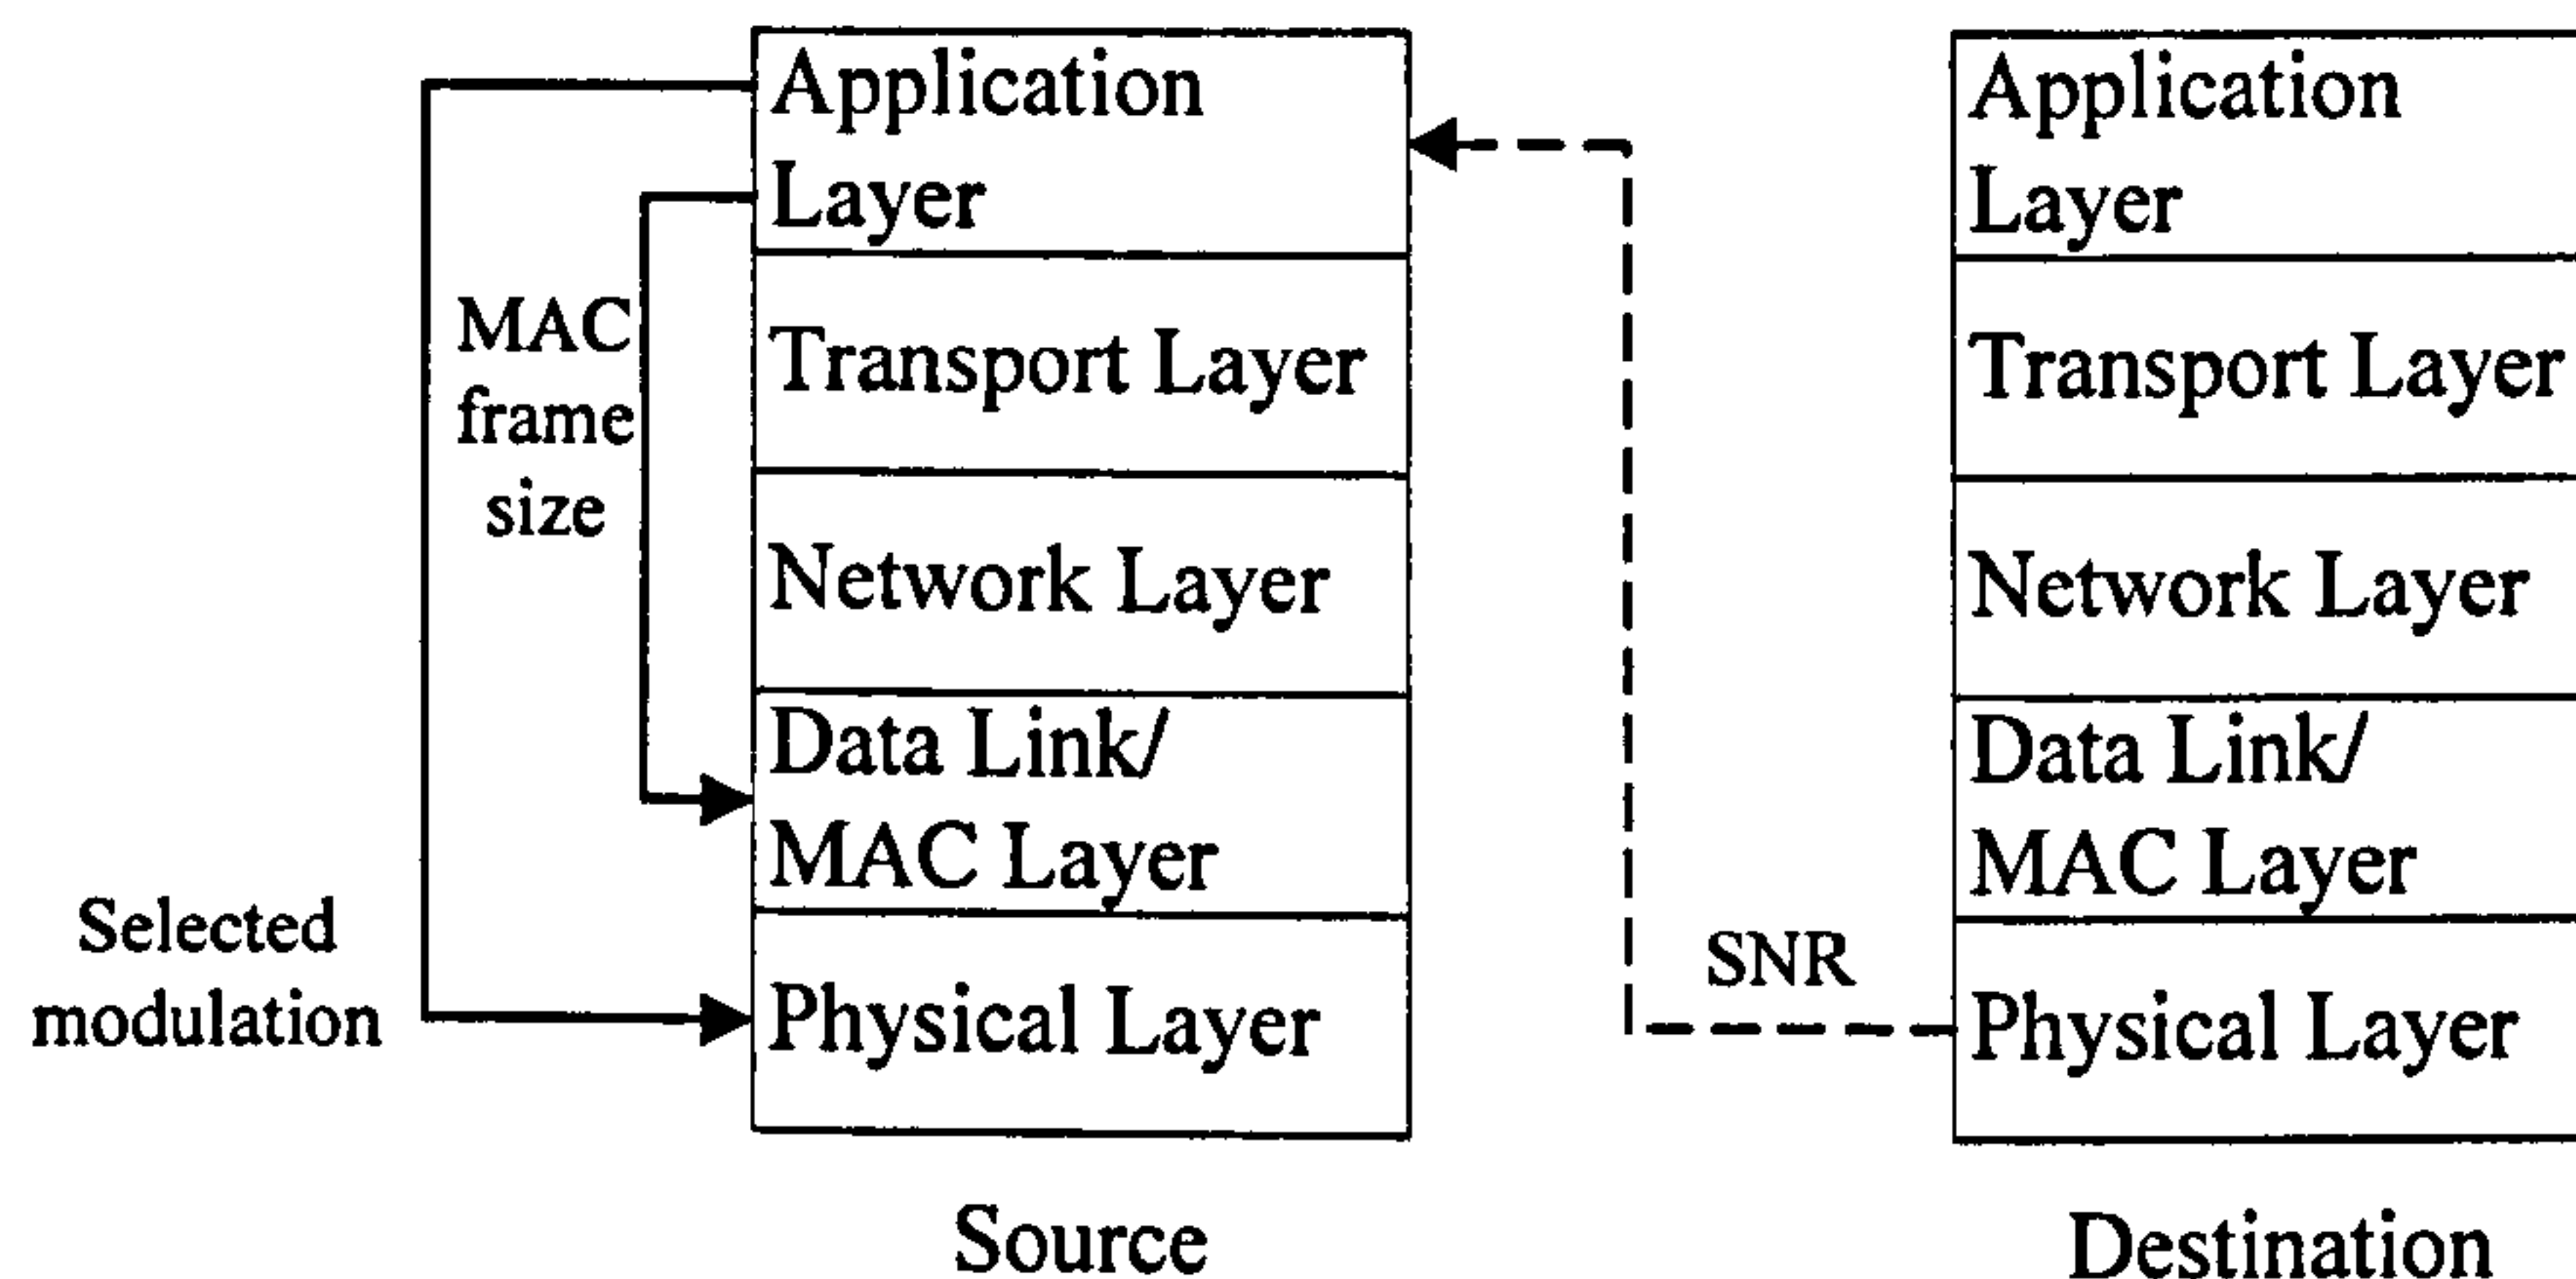 Application
Layer
Transport Layer
Network Layer
Data Link/
MAC Layer
Physical Layer
Source
MAC
frame
size
Selected
modulation
SNR
Application
Layer
Transport Layer
Network Layer
Data Link/
MAC Layer
Physical Layer
Destination